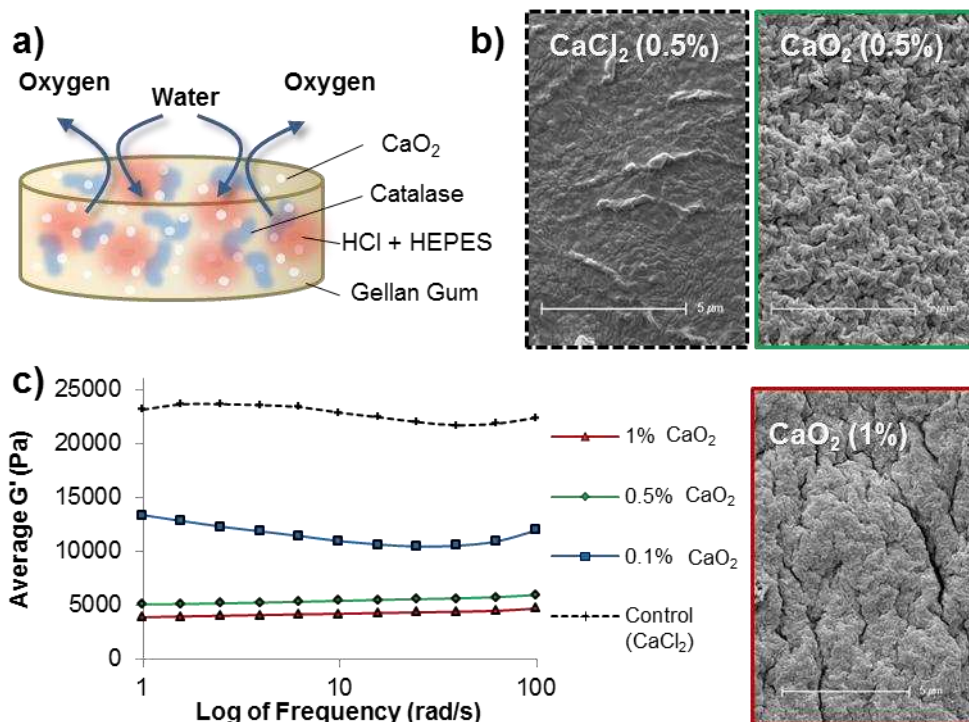 a)
Oxygen
Water
Oxygen
CaO₂
Catalase
HCl + HEPES
Gellan Gum
b)
CaCl₂ (0.5%)
5 μm
CaO₂ (0.5%)
5 μm
c)
25000
20000
15000
10000
5000
0
Average G' (Pa)
1
10
100
Log of Frequency (rad/s)
1% CaO₂
0.5% CaO₂
0.1% CaO₂
Control
(CaCl₂)
CaO₂ (1%)
5 μm